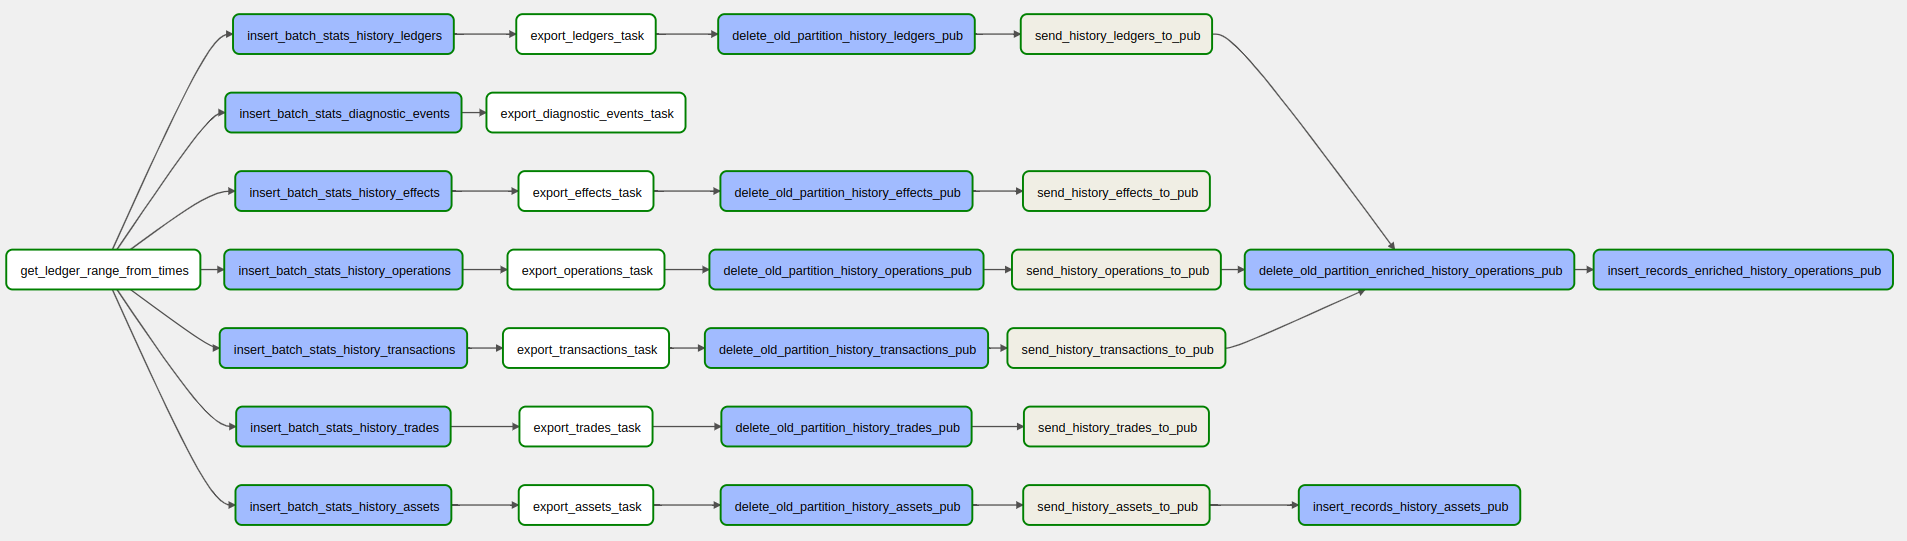 insert_batch_stats_history_ledgers
export_ledgers_task
delete_old_partition_history_ledgers_pub
send_history_ledgers_to_pub
insert_batch_stats_diagnostic_events
export_diagnostic_events_task
insert_batch_stats_history_effects
export_effects_task
delete_old_partition_history_effects_pub
send_history_effects_to_pub
get_ledger_range_from_times
insert_batch_stats_history_operations
export_operations_task
delete_old_partition_history_operations_pub
send_history_operations_to_pub
delete_old_partition_enriched_history_operations_pub
insert_records_enriched_history_operations_pub
insert_batch_stats_history_transactions
export_transactions_task
delete_old_partition_history_transactions_pub
send_history_transactions_to_pub
insert_batch_stats_history_trades
export_trades_task
delete_old_partition_history_trades_pub
send_history_trades_to_pub
insert_batch_stats_history_assets
export_assets_task
delete_old_partition_history_assets_pub
send_history_assets_to_pub
insert_records_history_assets_pub